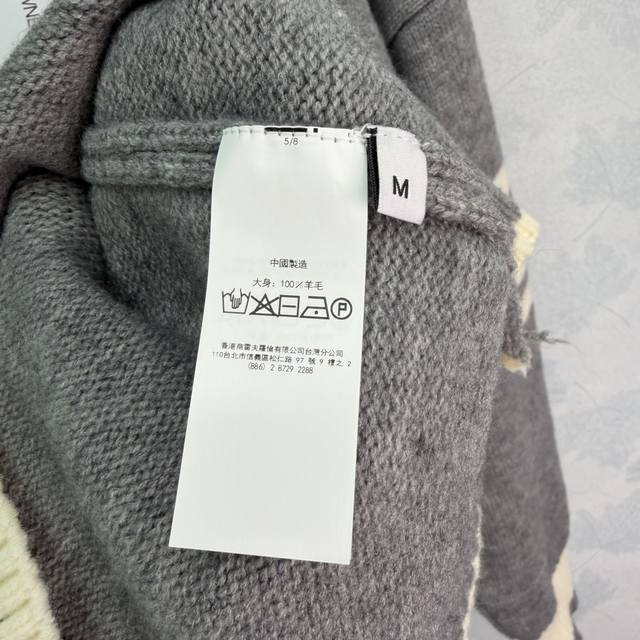 5/8
M
中國製造
大身: 100%羊毛
香港商雷夫羅倫有限公司台灣分公司
110台北市信義區松仁路 97 號 9 樓之 2
(886) 2 8729 2288